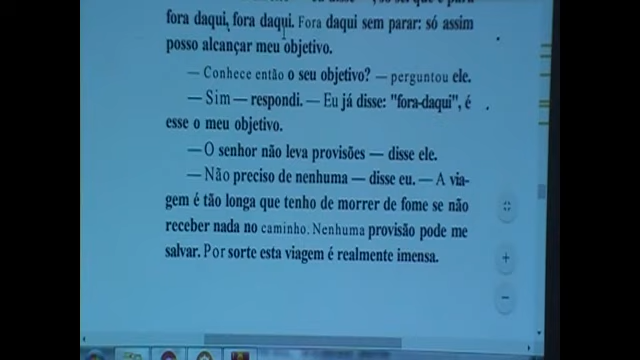 fora daqui, fora daqui. Fora daqui sem parar: só assim
posso alcançar meu objetivo.
— Conhece então o seu objetivo? — perguntou ele.
— Sim — respondi. — Eu já disse: "fora-daqui", é
esse o meu objetivo.
— O senhor não leva provisões — disse ele.
— Não preciso de nenhuma — disse eu. — A via-
gem é tão longa que tenho de morrer de fome se não
receber nada no caminho. Nenhuma provisão pode me
salvar. Por sorte esta viagem é realmente imensa.